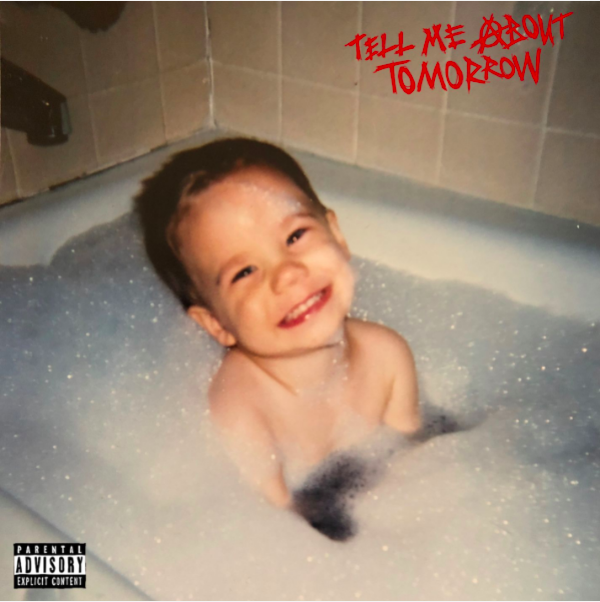 TELL ME ABOUT
TOMORROW
PARENTAL
ADVISORY
EXPLICIT CONTENT